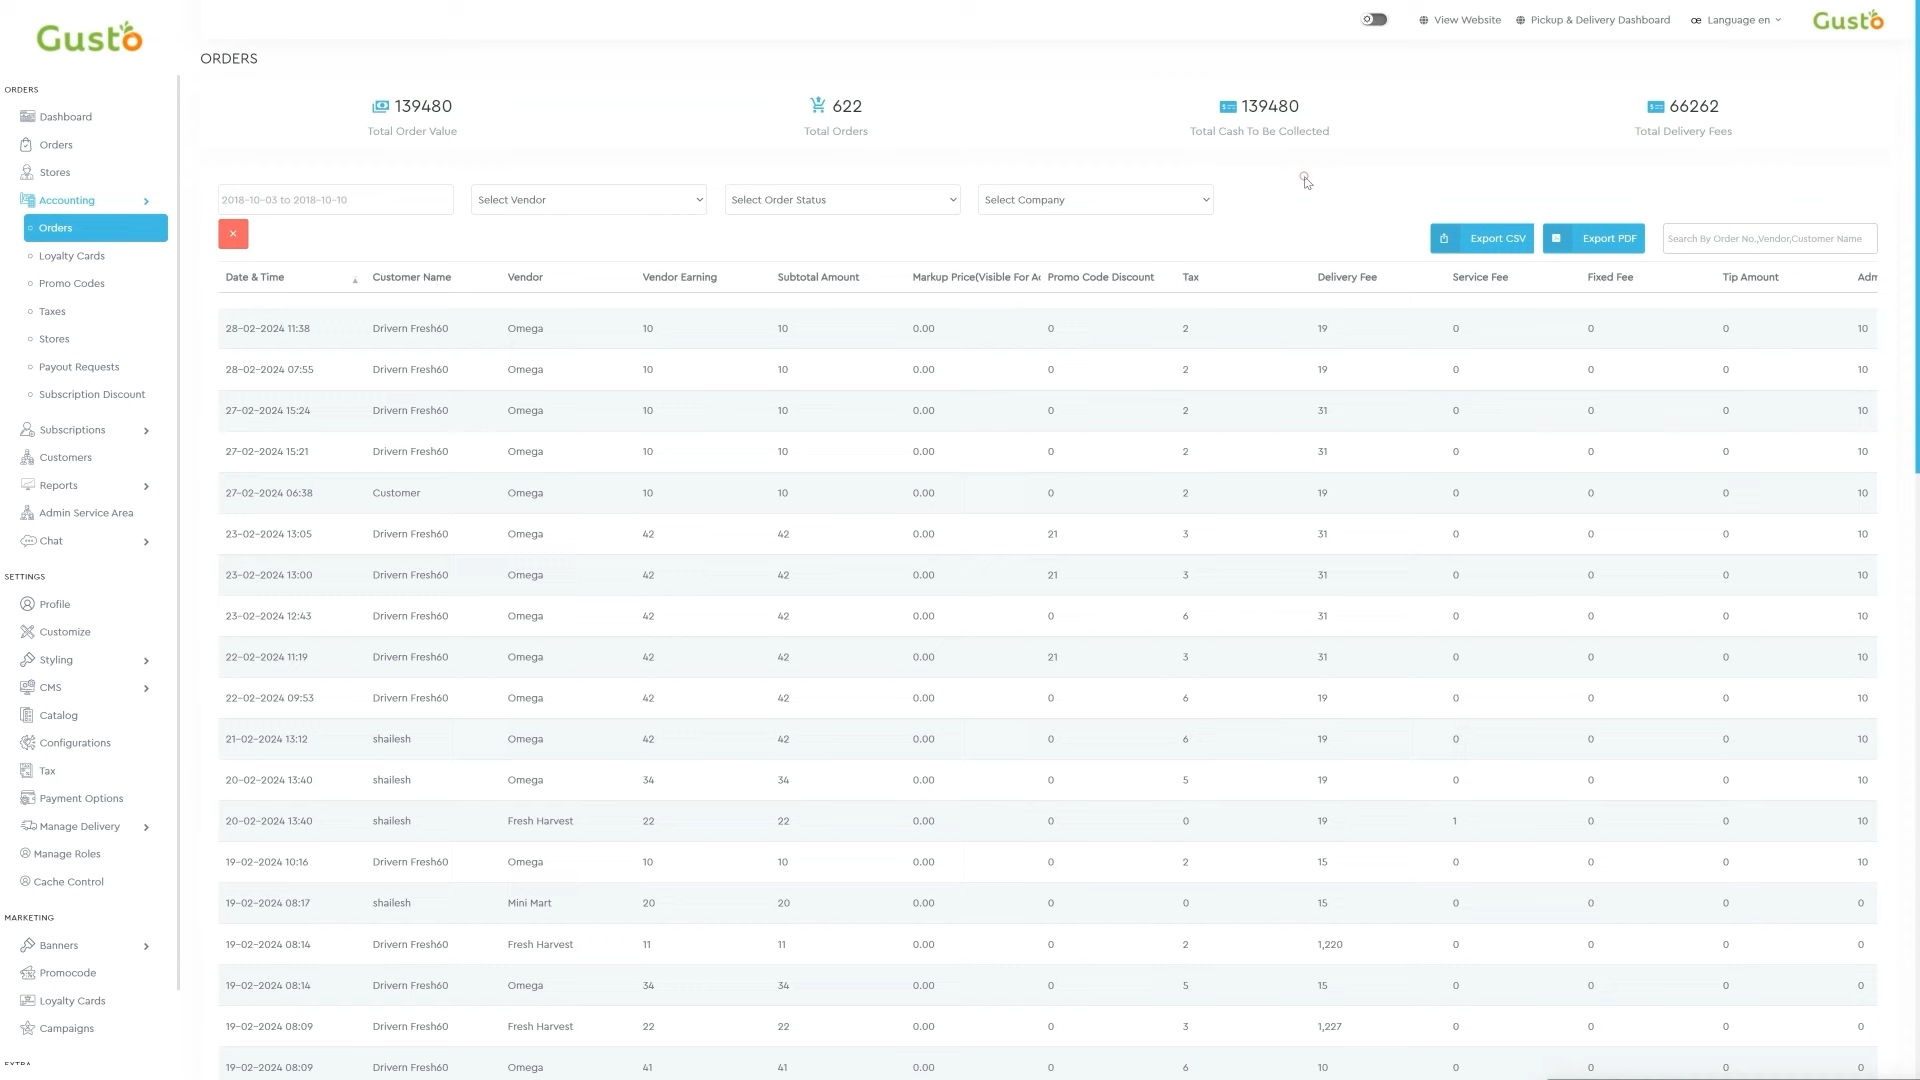 Gusto
View Website
Pickup & Delivery Dashboard
Language en
Gusto
ORDERS
Dashboard
Orders
Stores
Accounting
Orders
Loyalty Cards
Promo Codes
Taxes
Stores
Payout Requests
Subscription Discount
Subscriptions
Customers
Reports
Admin Service Area
Chat
SETTINGS
Profile
Customize
Styling
CMS
Catalog
Configurations
Tax
Payment Options
Manage Delivery
Manage Roles
Cache Control
MARKETING
Banners
Promocode
Loyalty Cards
Campaigns
EXTRA
ORDERS
139480
Total Order Value
622
Total Orders
139480
Total Cash To Be Collected
66262
Total Delivery Fees
2018-10-03 to 2018-10-10
Select Vendor
Select Order Status
Select Company
Export CSV
Export PDF
Search By Order No.,Vendor,Customer Name
Date & Time Customer Name Vendor Vendor Earning Subtotal Amount Markup Price(Visible For Ac Promo Code Discount Tax Delivery Fee Service Fee Fixed Fee Tip Amount Adm
28-02-2024 11:38 Drivern Fresh60 Omega 10 10 0.00 0 2 19 0 0 0 10
28-02-2024 07:55 Drivern Fresh60 Omega 10 10 0.00 0 2 19 0 0 0 10
27-02-2024 15:24 Drivern Fresh60 Omega 10 10 0.00 0 2 31 0 0 0 10
27-02-2024 15:21 Drivern Fresh60 Omega 10 10 0.00 0 2 31 0 0 0 10
27-02-2024 06:38 Customer Omega 10 10 0.00 0 2 19 0 0 0 10
23-02-2024 13:05 Drivern Fresh60 Omega 42 42 0.00 21 3 31 0 0 0 10
23-02-2024 13:00 Drivern Fresh60 Omega 42 42 0.00 21 3 31 0 0 0 10
23-02-2024 12:43 Drivern Fresh60 Omega 42 42 0.00 0 6 31 0 0 0 10
22-02-2024 11:19 Drivern Fresh60 Omega 42 42 0.00 21 3 31 0 0 0 10
22-02-2024 09:53 Drivern Fresh60 Omega 42 42 0.00 0 6 19 0 0 0 10
21-02-2024 13:12 shailesh Omega 42 42 0.00 0 6 19 0 0 0 10
20-02-2024 13:40 shailesh Omega 34 34 0.00 0 5 19 0 0 0 10
20-02-2024 13:40 shailesh Fresh Harvest 22 22 0.00 0 0 19 1 0 0 10
19-02-2024 10:16 Drivern Fresh60 Omega 10 10 0.00 0 2 15 0 0 0 10
19-02-2024 08:17 shailesh Mini Mart 20 20 0.00 0 0 15 0 0 0 0
19-02-2024 08:14 Drivern Fresh60 Fresh Harvest 11 11 0.00 0 2 1,220 0 0 0 0
19-02-2024 08:14 Drivern Fresh60 Omega 34 34 0.00 0 5 15 0 0 0 0
19-02-2024 08:09 Drivern Fresh60 Fresh Harvest 22 22 0.00 0 3 1,227 0 0 0 0
19-02-2024 08:09 Drivern Fresh60 Omega 41 41 0.00 0 6 10 0 0 0 0